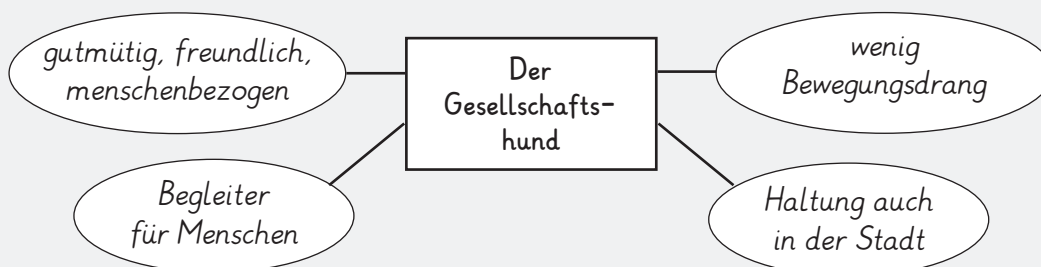 gutmütig, freundlich,
menschenbezogen
Der
Gesellschafts-
hund
wenig
Bewegungsdrang
Begleiter
für Menschen
Haltung auch
in der Stadt